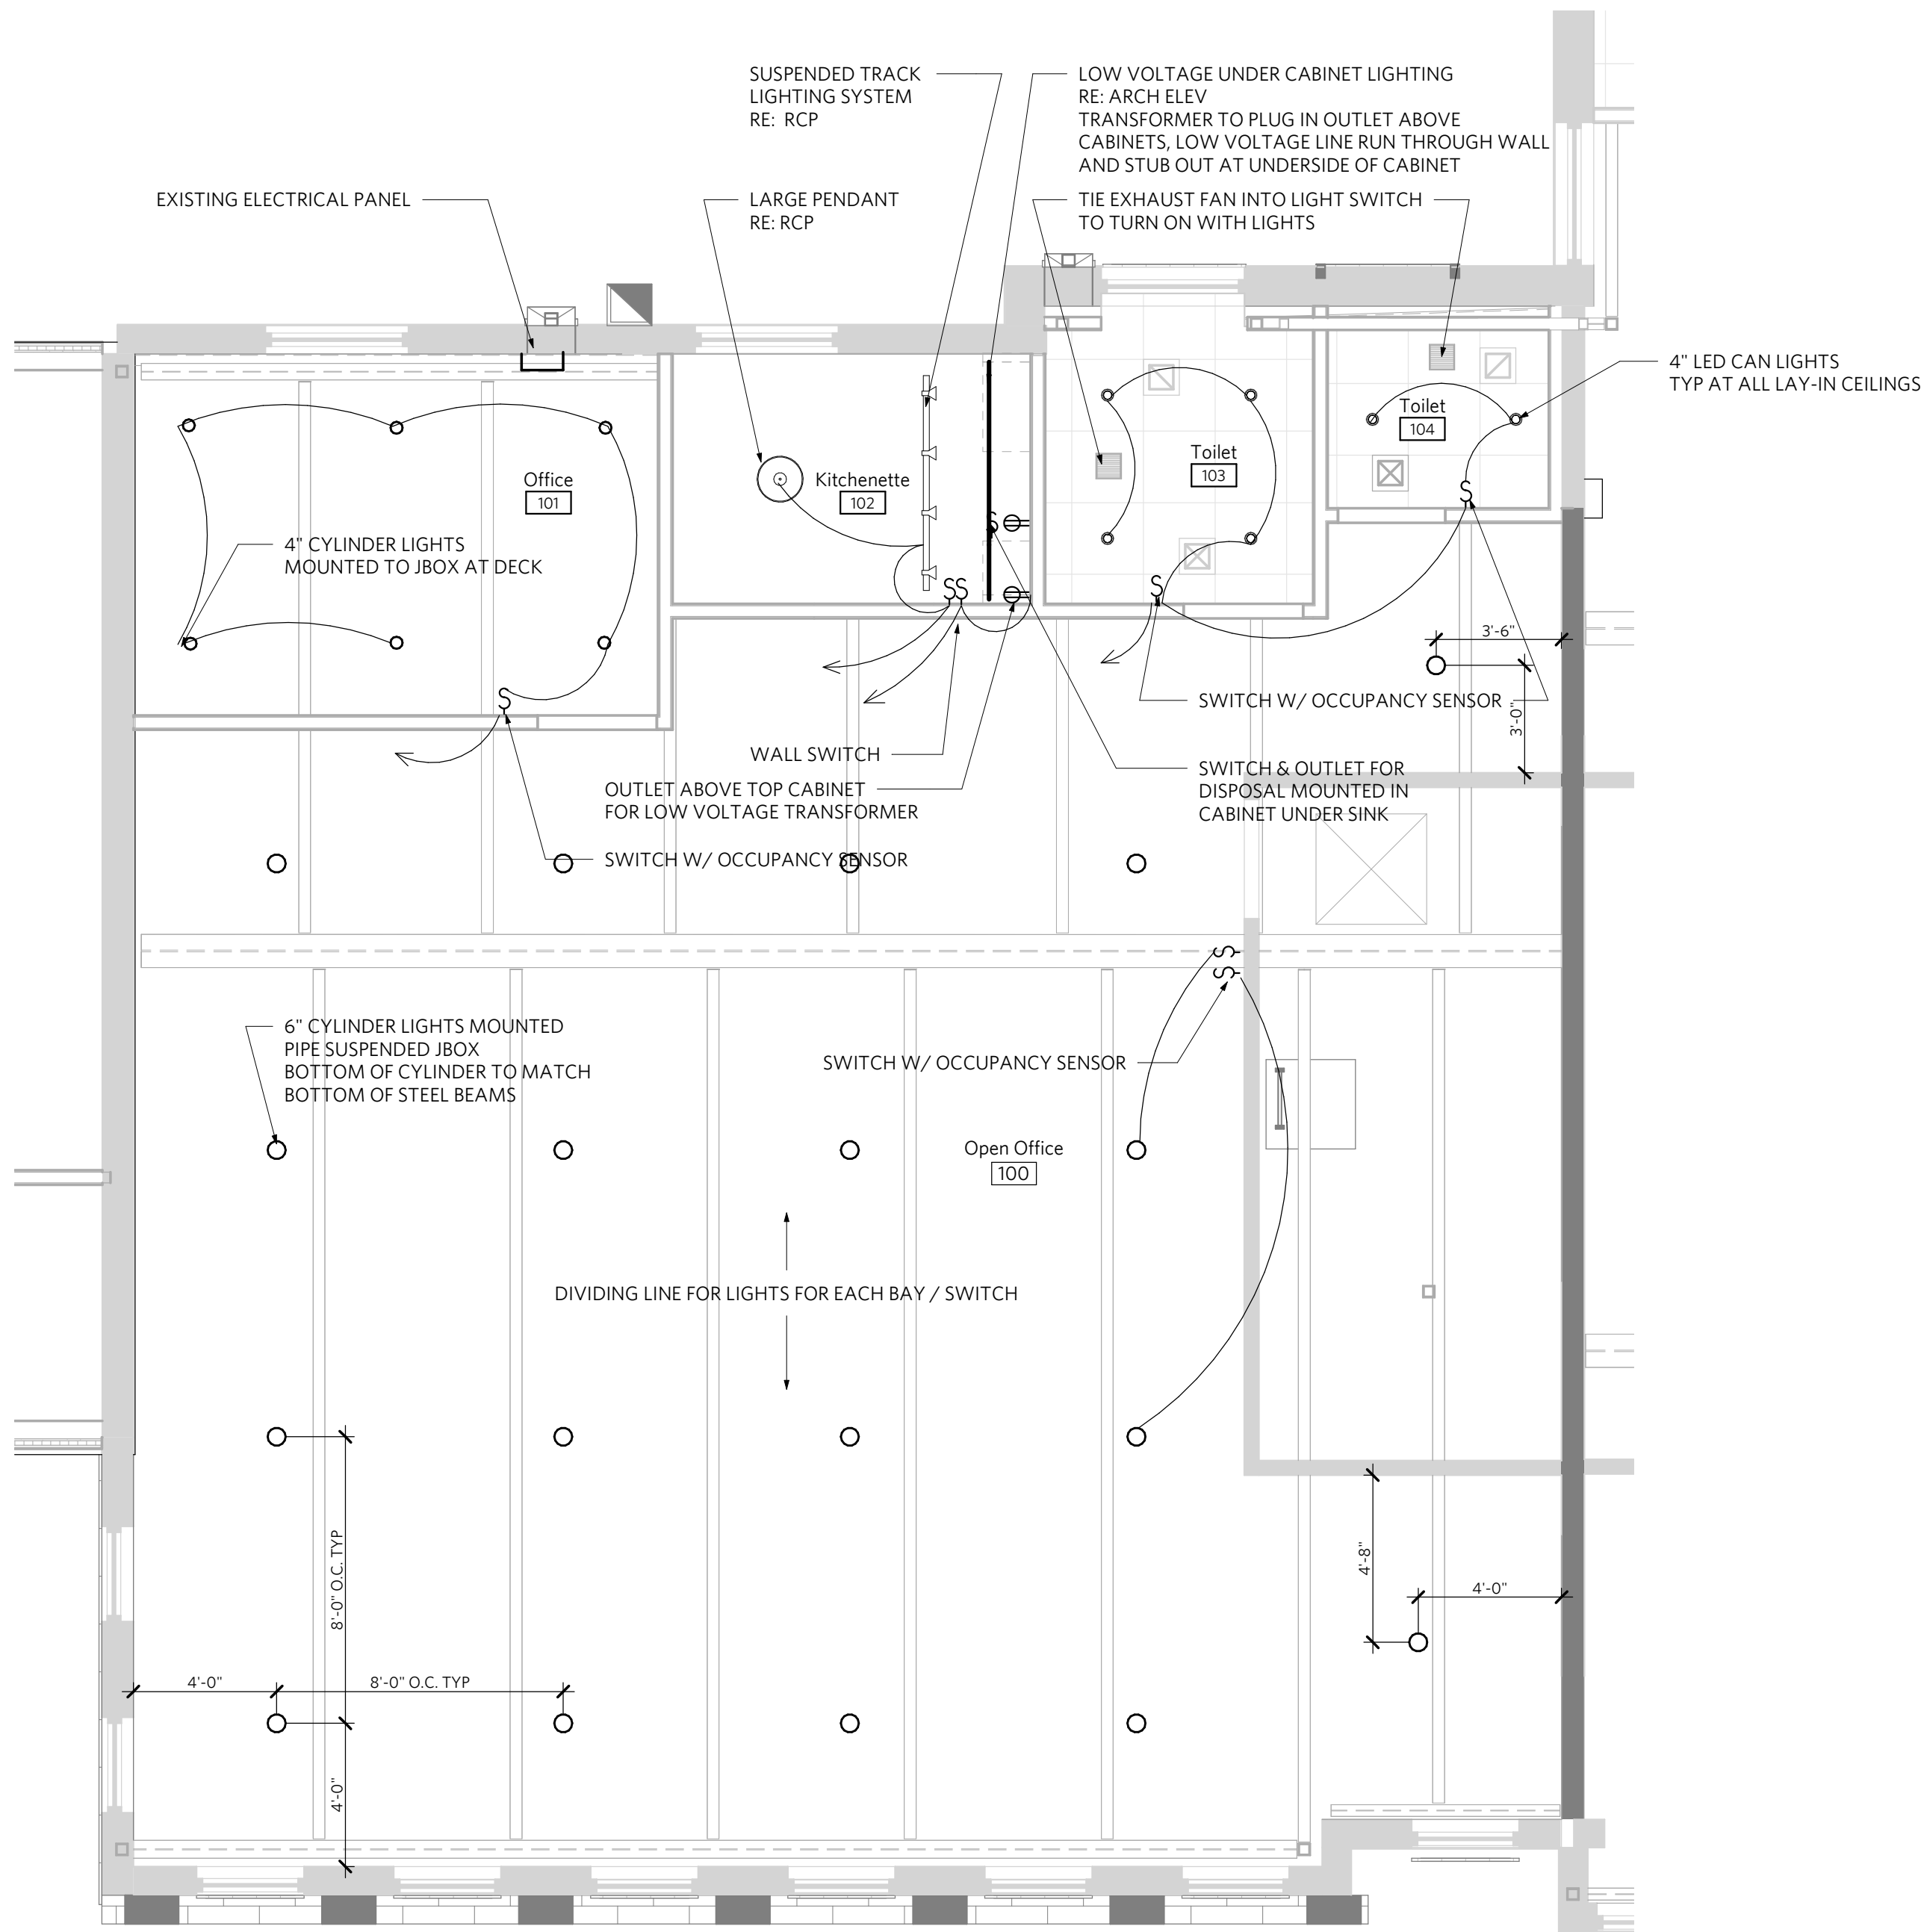 SUSPENDED TRACK
LIGHTING SYSTEM
RE: RCP
LOW VOLTAGE UNDER CABINET LIGHTING
RE: ARCH ELEV
TRANSFORMER TO PLUG IN OUTLET ABOVE
CABINETS, LOW VOLTAGE LINE RUN THROUGH WALL
AND STUB OUT AT UNDERSIDE OF CABINET
EXISTING ELECTRICAL PANEL
LARGE PENDANT
RE: RCP
TIE EXHAUST FAN INTO LIGHT SWITCH
TO TURN ON WITH LIGHTS
4" LED CAN LIGHTS
TYP AT ALL LAY-IN CEILINGS
Toilet
104
Office
101
Kitchenette
102
Toilet
103
S
S
4" CYLINDER LIGHTS
MOUNTED TO JBOX AT DECK
SS
S
3'-6"
S
SWITCH W/ OCCUPANCY SENSOR
3'-0"
WALL SWITCH
SWITCH & OUTLET FOR
DISPOSAL MOUNTED IN
CABINET UNDER SINK
OUTLET ABOVE TOP CABINET
FOR LOW VOLTAGE TRANSFORMER
SWITCH W/ OCCUPANCY SENSOR
S
S
6" CYLINDER LIGHTS MOUNTED
PIPE SUSPENDED JBOX
BOTTOM OF CYLINDER TO MATCH
BOTTOM OF STEEL BEAMS
SWITCH W/ OCCUPANCY SENSOR
Open Office
100
DIVIDING LINE FOR LIGHTS FOR EACH BAY / SWITCH
8'-0" O.C. TYP
4'-8"
4'-0"
4'-0"
8'-0" O.C. TYP
4'-0"